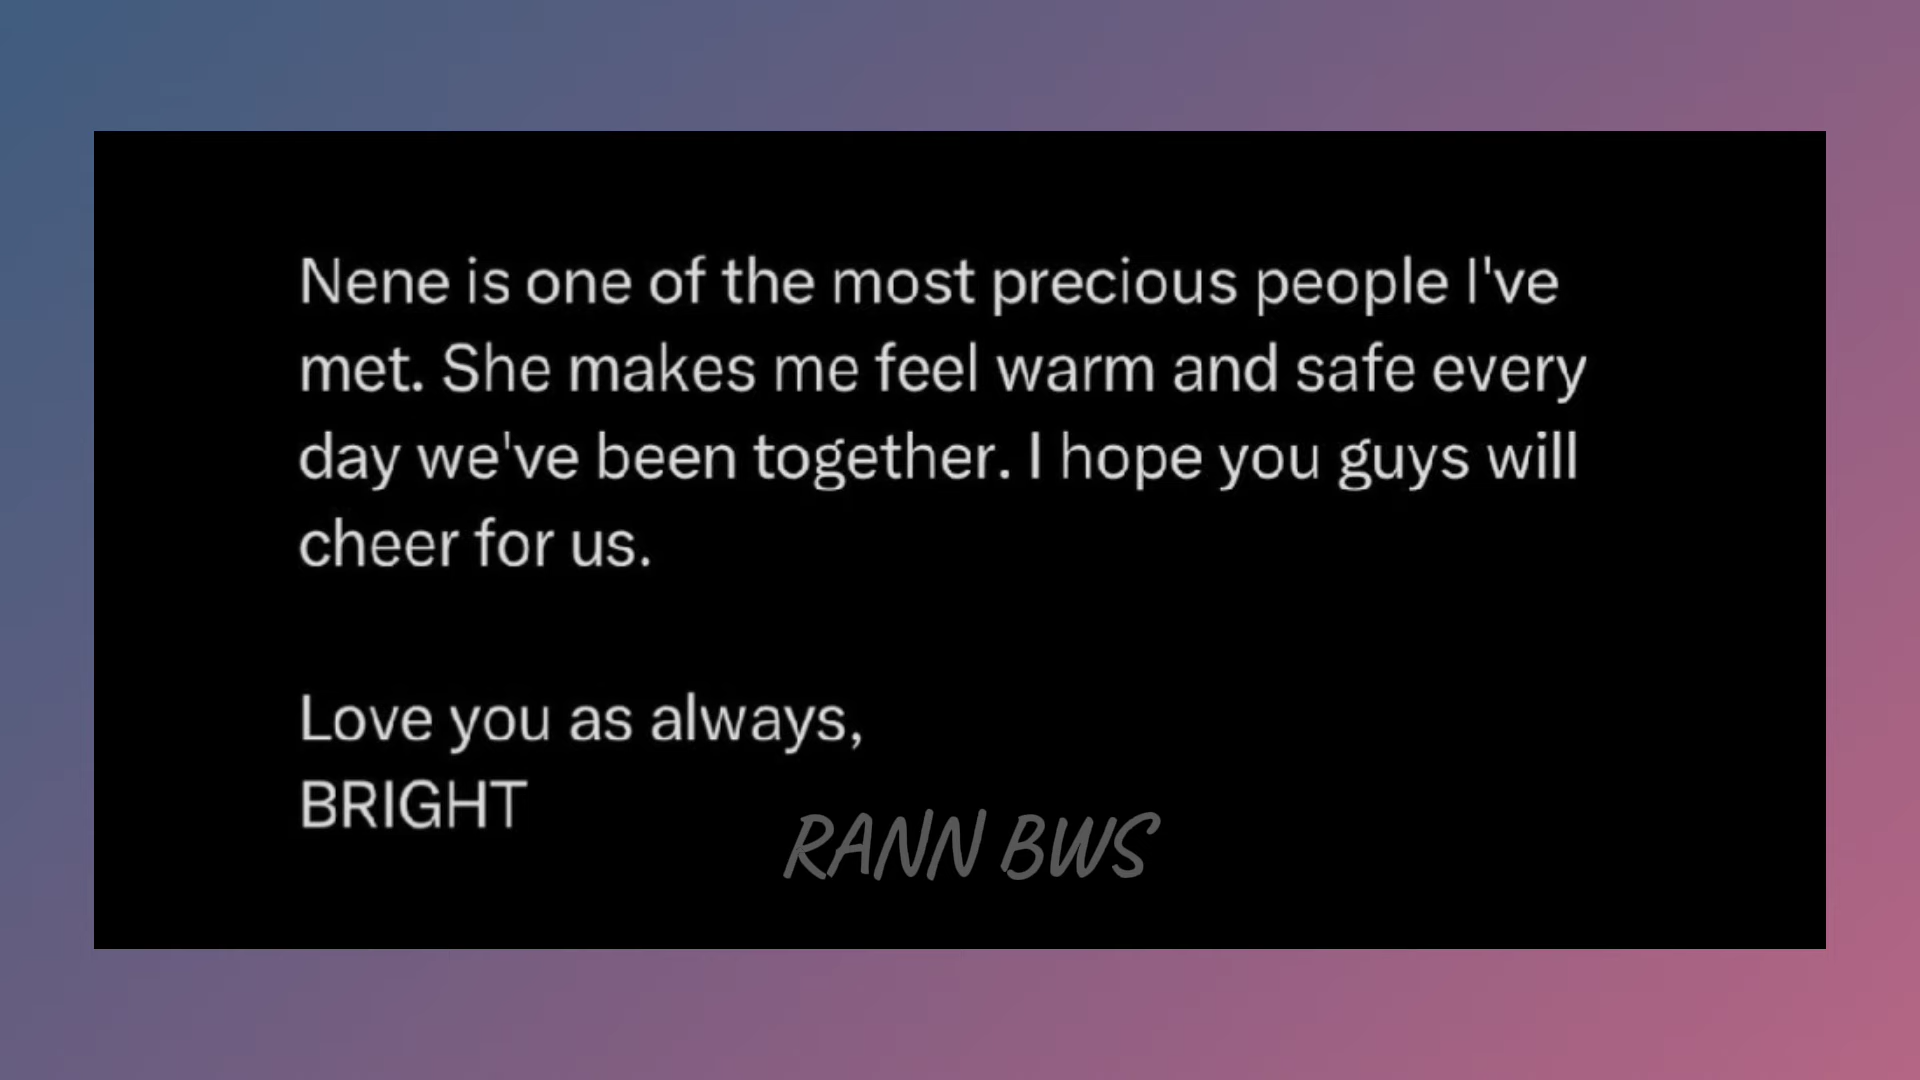 Nene is one of the most precious people I've
met. She makes me feel warm and safe every
day we've been together. I hope you guys will
cheer for us.
Love you as always,
BRIGHT
RANN BWS